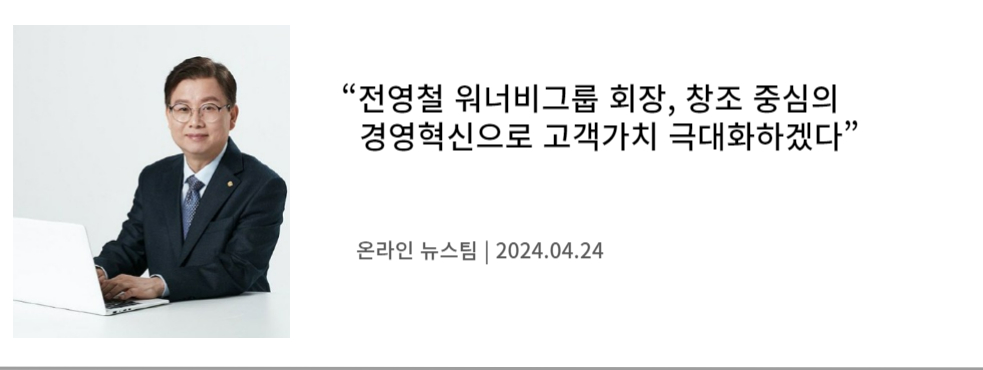 “전영철 워너비그룹 회장, 창조 중심의
경영혁신으로 고객가치 극대화하겠다”
온라인 뉴스팀 | 2024.04.24